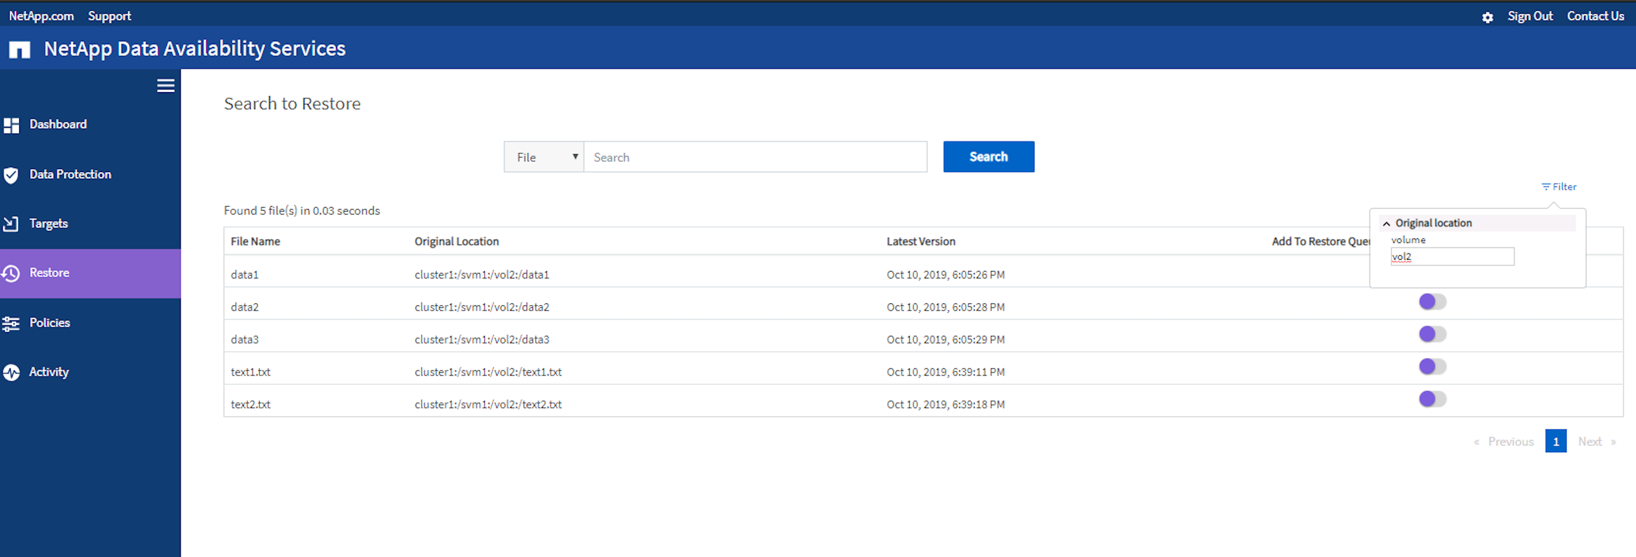 NetApp.com Support Sign Out Contact Us
NetApp Data Availability Services
Dashboard
Data Protection
Targets
Restore
Policies
Activity
Search to Restore
File Search Search
Filter
Found 5 file(s) in 0.03 seconds
Original location
volume
vol2
File Name Original Location Latest Version Add To Restore Que
data1 cluster1:/svm1:/vol2:/data1 Oct 10, 2019, 6:05:26 PM
data2 cluster1:/svm1:/vol2:/data2 Oct 10, 2019, 6:05:28 PM
data3 cluster1:/svm1:/vol2:/data3 Oct 10, 2019, 6:05:29 PM
text1.txt cluster1:/svm1:/vol2:/text1.txt Oct 10, 2019, 6:39:11 PM
text2.txt cluster1:/svm1:/vol2:/text2.txt Oct 10, 2019, 6:39:18 PM
« Previous 1 Next »